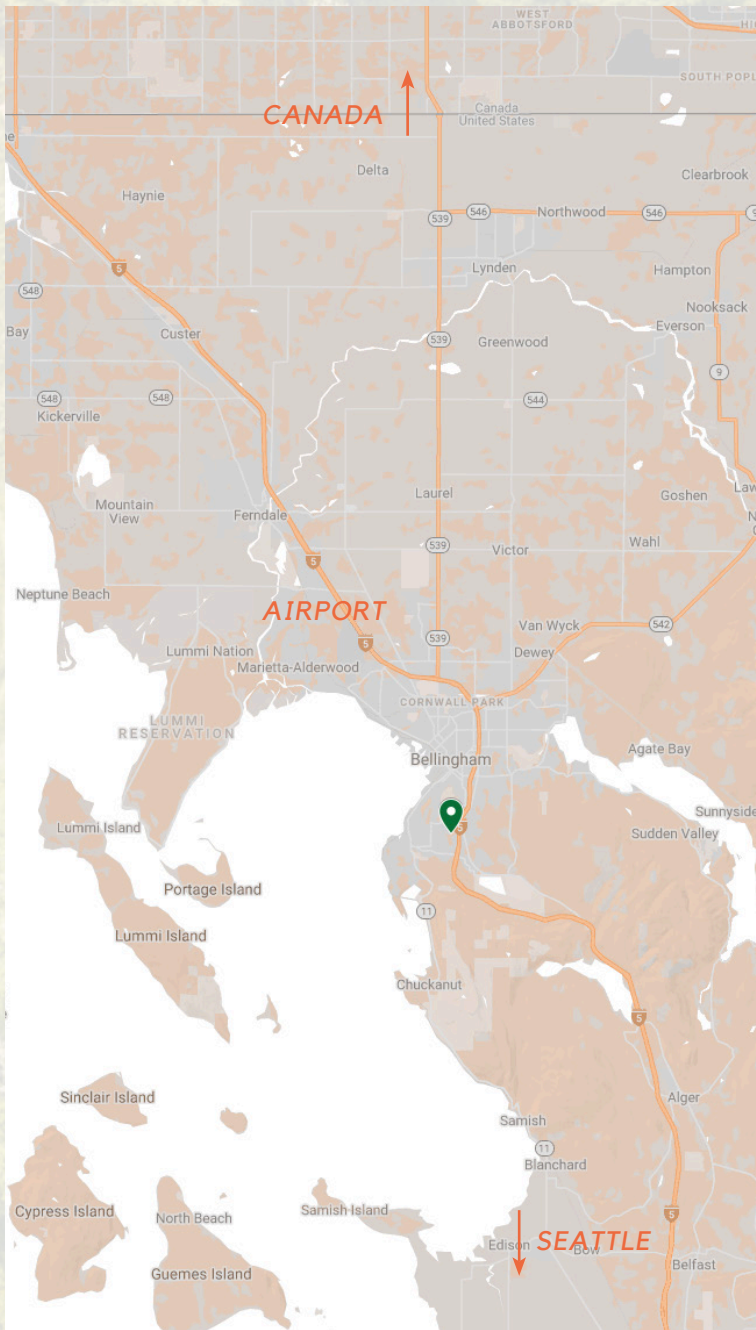 WEST
ABBOTSFORD
SOUTH POPL
CANADA
Canada
United States
Delta
Clearbrook
Haynie
546
Northwood
546
9
539
5
Lynden
Hampton
548
Nooksack
Bay
Custer
539
Greenwood
Everson
9
548
548
544
Kickerville
Laurel
Goshen
Mountain
View
Ferndale
539
Victor
Wahl
5
Neptune Beach
AIRPORT
Van Wyck
542
539
5
Dewey
Lummi Nation
Marietta-Alderwood
CORNWALL PARK
LUMMI
RESERVATION
Bellingham
Agate Bay
Sunnyside
Lummi Island
5
Sudden Valley
Portage Island
11
Lummi Island
Chuckanut
5
Sinclair Island
Alger
Samish
11
Blanchard
Cypress Island
North Beach
Samish Island
5
Edison
SEATTLE
Bow
Guemes Island
Belfast